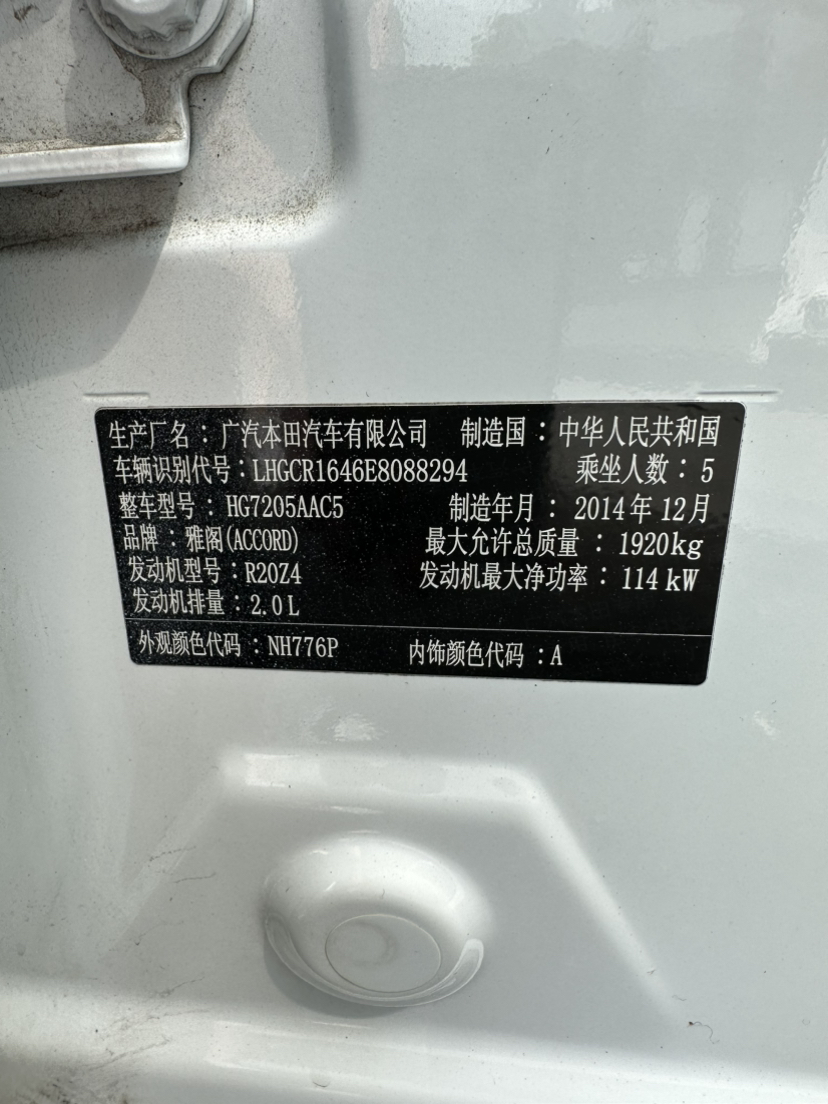 生产厂名：广汽本田汽车有限公司 制造国：中华人民共和国
车辆识别代号：LHGCR1646E8088294 乘坐人数：5
整车型号：HG7205AAC5 制造年月：2014年12月
品牌：雅阁(ACCORD) 最大允许总质量：1920kg
发动机型号：R20Z4 发动机最大净功率：114kW
发动机排量：2.0L
外观颜色代码：NH776P 内饰颜色代码：A